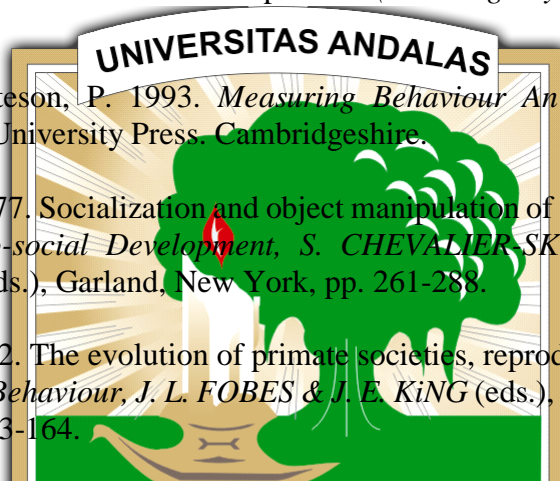 UNIVERSITAS ANDALAS
teson, P. 1993. Measuring Behaviour An
University Press. Cambridgeshire.
77. Socialization and object manipulation of
-social Development, S. CHEVALIER-SK
ds.), Garland, New York, pp. 261-288.
2. The evolution of primate societies, reprod
Behaviour, J. L. FOBES & J. E. KiNG (eds.),
3-164.